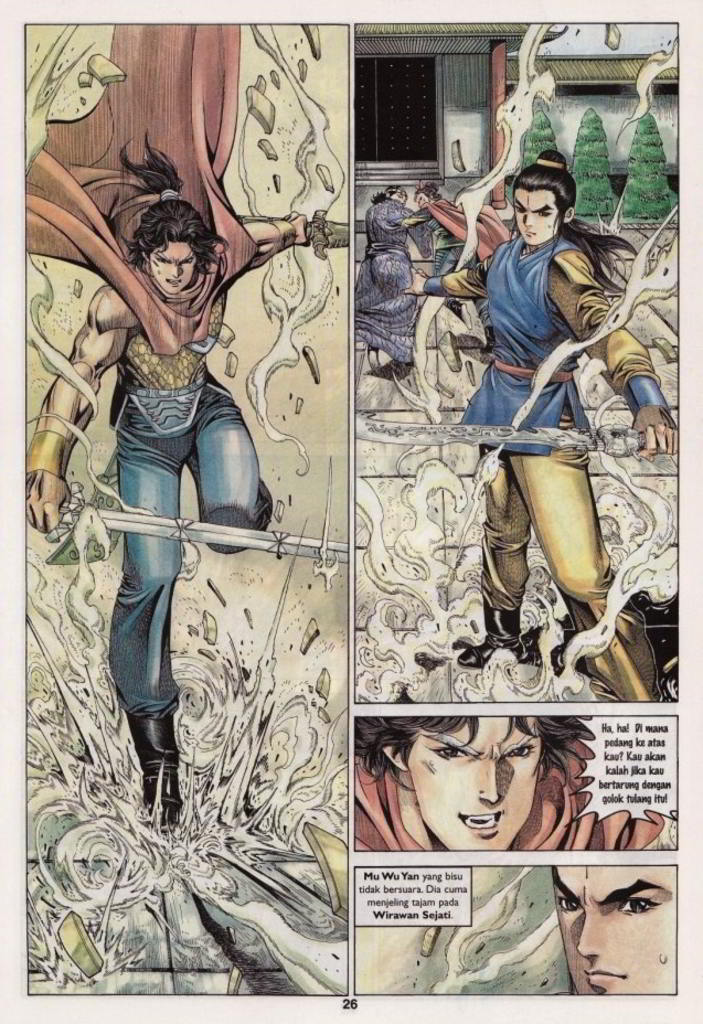 Ha, ha! Di mana
pedang ke atas
kau? Kau akan
kalah jika kau
bertarung dengan
golok tulang itu!
Mu Wu Yan yang bisu
tidak bersuara. Dia cuma
menjeling tajam pada
Wirawan Sejati.
26